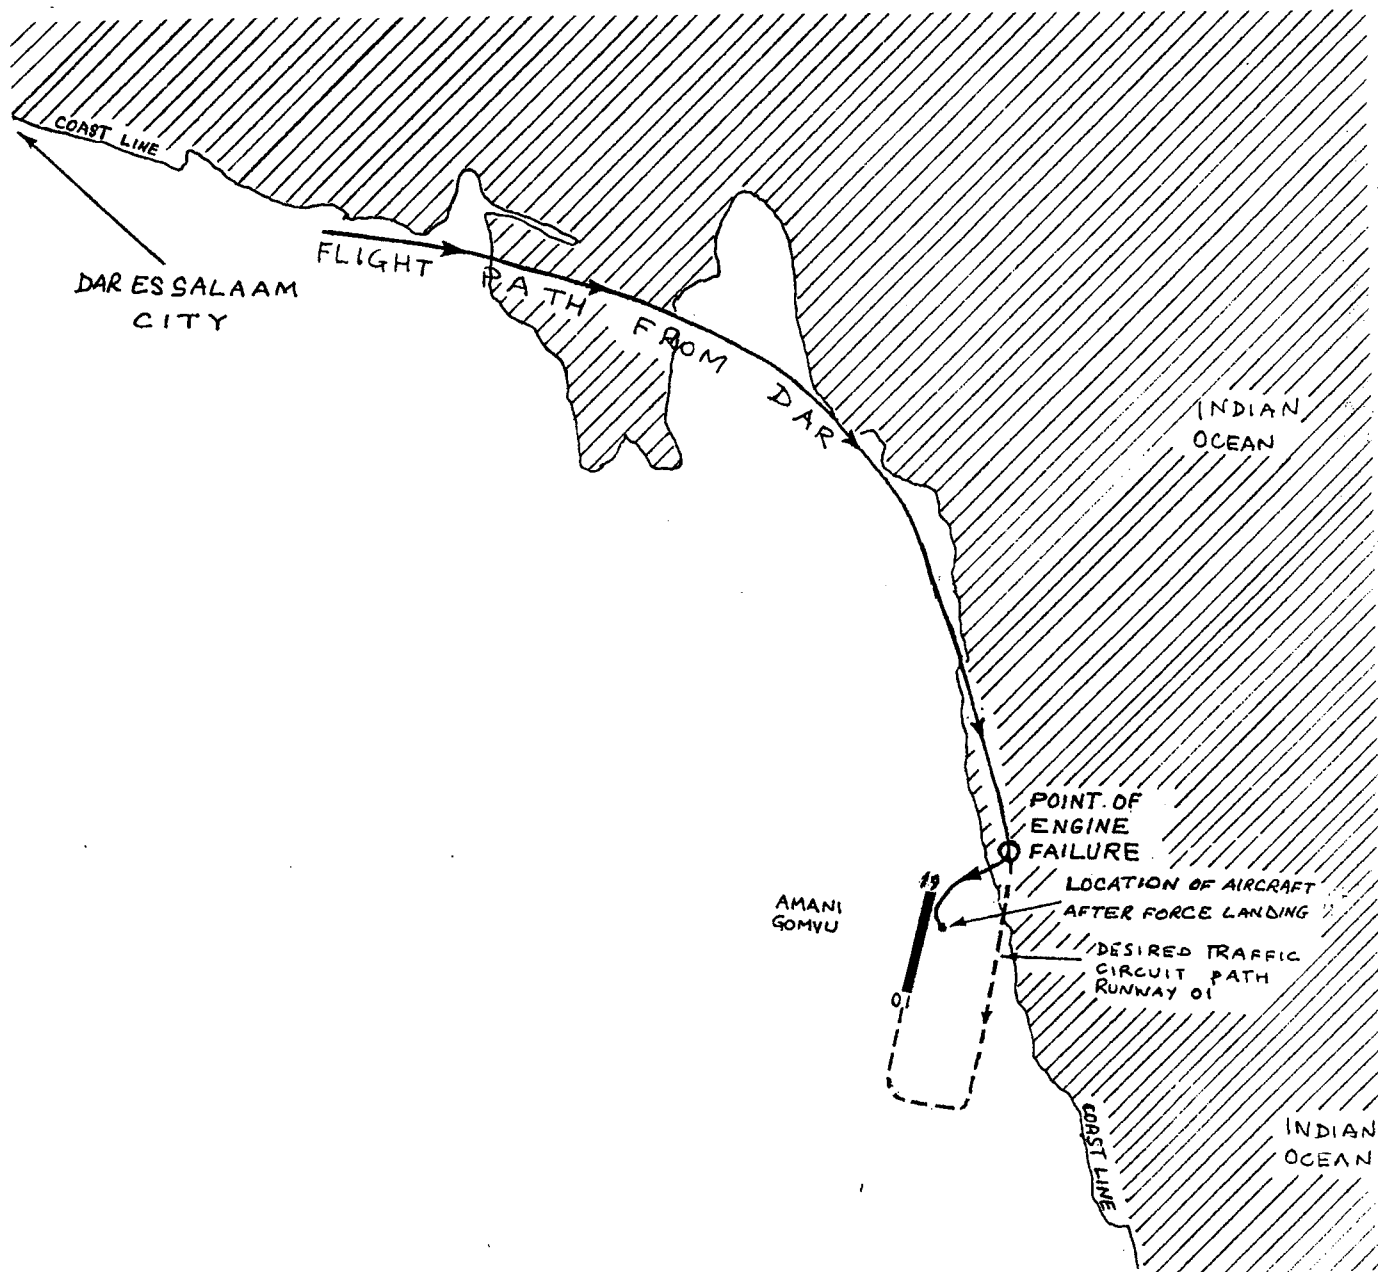 COAST LINE
DAR ES SALAAM
CITY
FLIGHT PATH FROM DAR
INDIAN
OCEAN
POINT OF
ENGINE
FAILURE
19
LOCATION OF AIRCRAFT
AFTER FORCE LANDING
AMANI
GOMVU
DESIRED TRAFFIC
CIRCUIT PATH
RUNWAY 01
01
COAST LINE
INDIAN
OCEAN